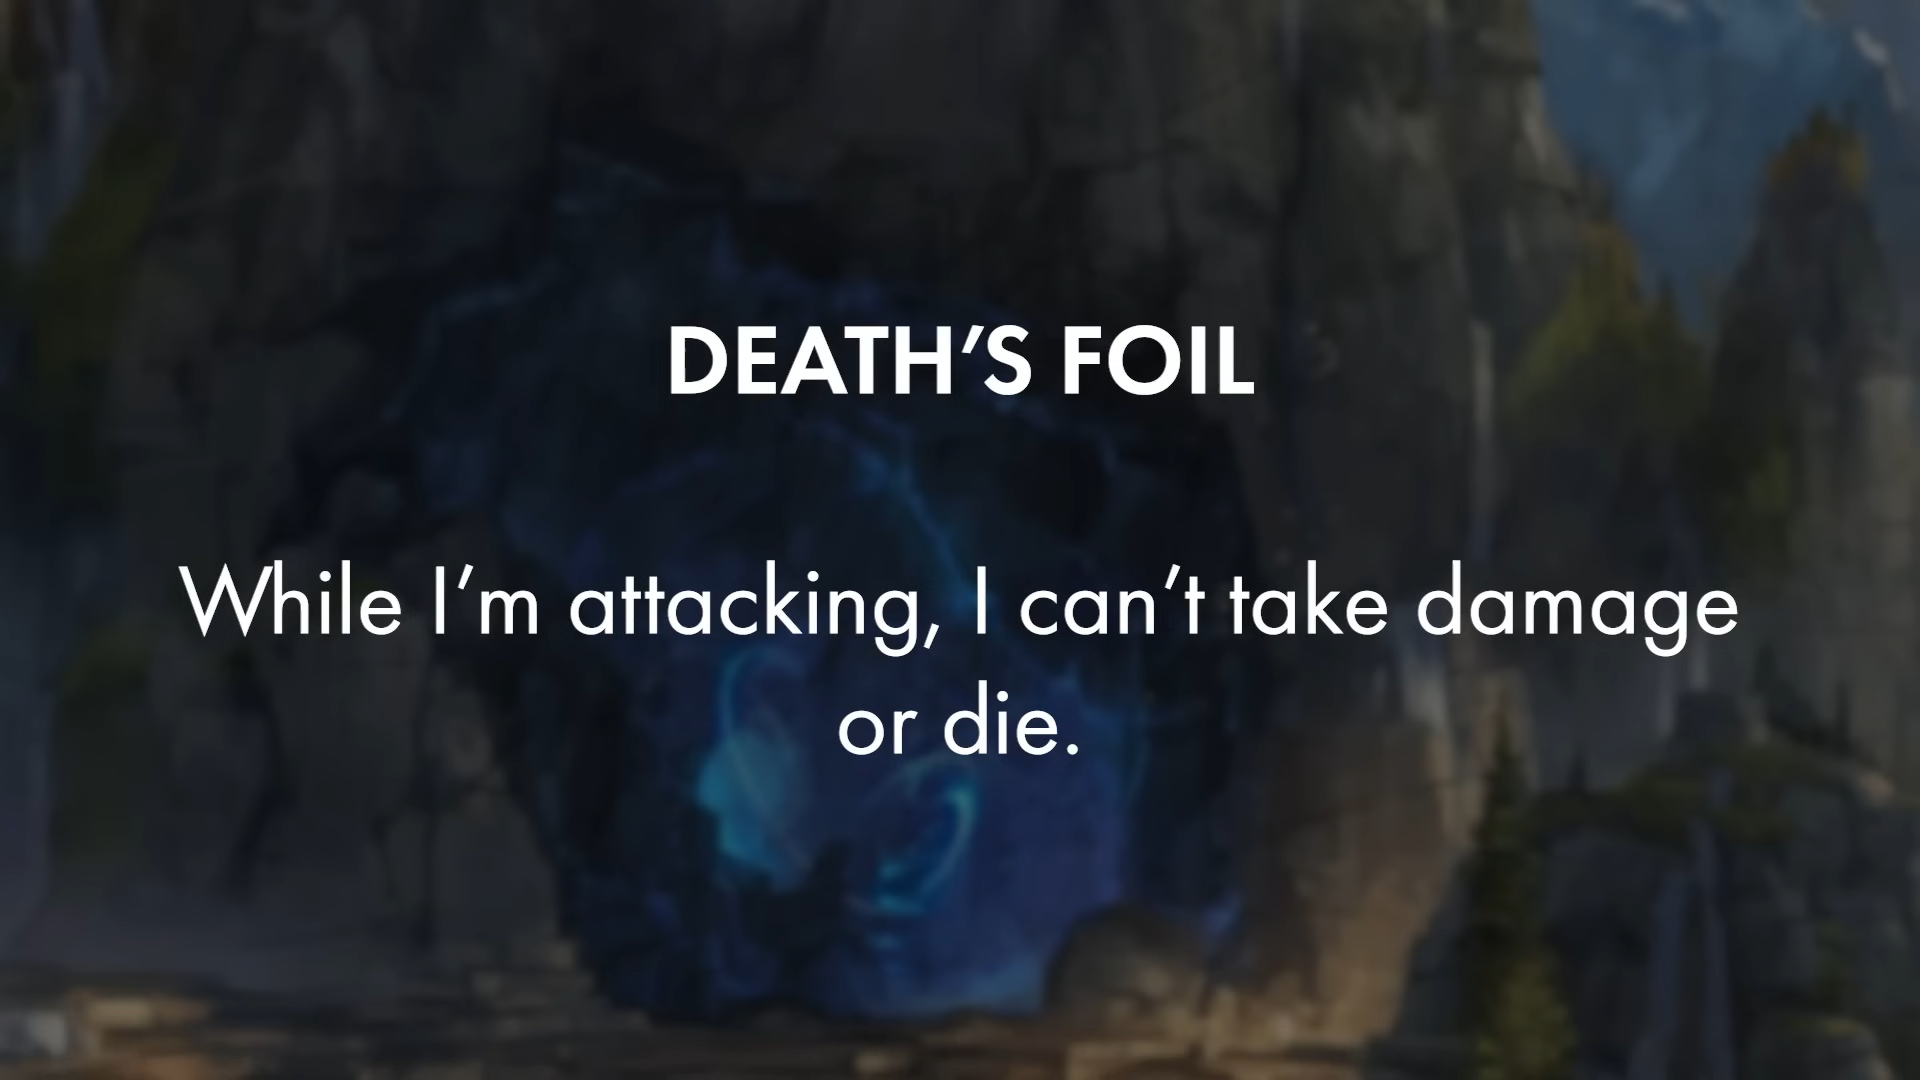 DEATH’S FOIL
While I’m attacking, I can’t take damage
or die.